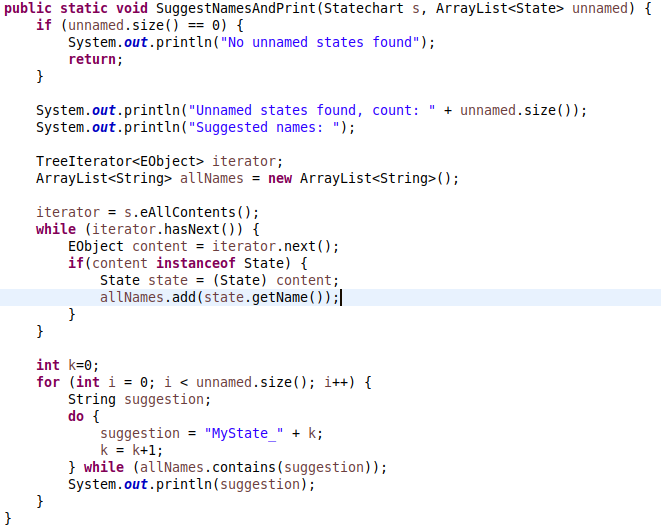 public static void SuggestNamesAndPrint(Statechart s, ArrayList<State> unnamed) {
    if (unnamed.size() == 0) {
        System.out.println("No unnamed states found");
        return;
    }

    System.out.println("Unnamed states found, count: " + unnamed.size());
    System.out.println("Suggested names: ");

    TreeIterator<EObject> iterator;
    ArrayList<String> allNames = new ArrayList<String>();

    iterator = s.eAllContents();
    while (iterator.hasNext()) {
        EObject content = iterator.next();
        if(content instanceof State) {
            State state = (State) content;
            allNames.add(state.getName());
        }
    }

    int k=0;
    for (int i = 0; i < unnamed.size(); i++) {
        String suggestion;
        do {
            suggestion = "MyState_" + k;
            k = k+1;
        } while (allNames.contains(suggestion));
        System.out.println(suggestion);
    }
}